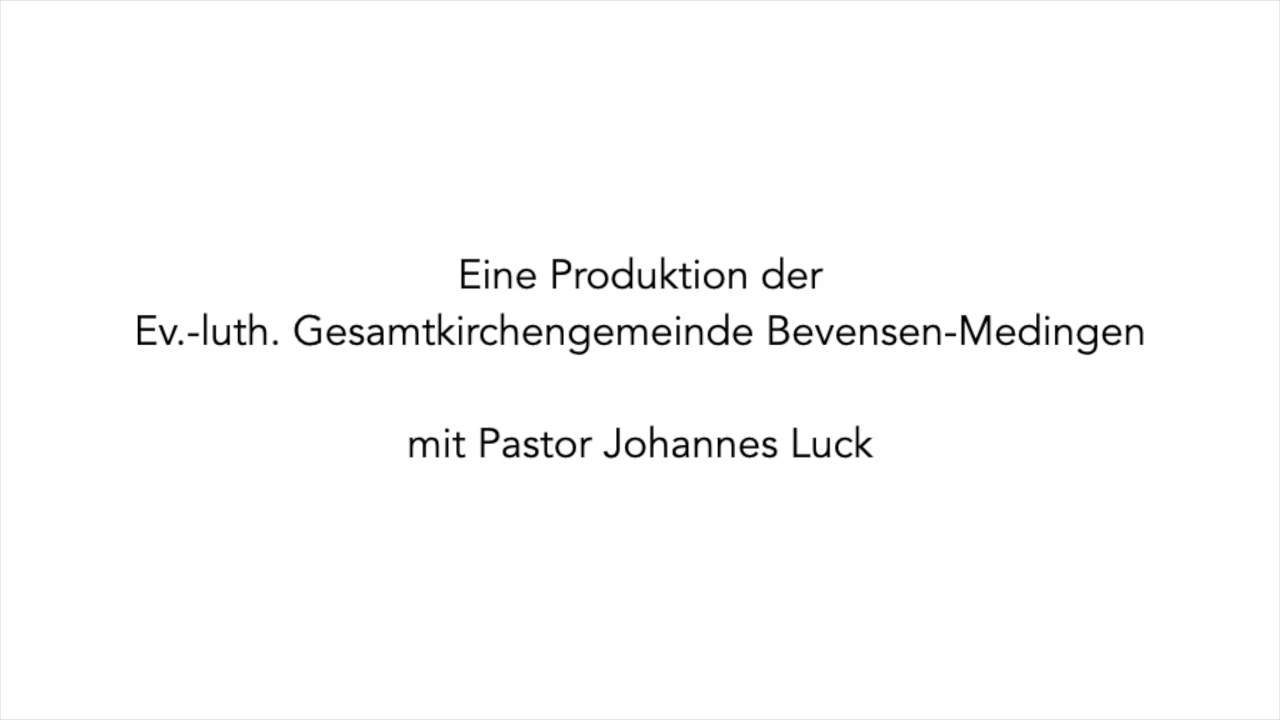 Eine Produktion der
Ev.-luth. Gesamtkirchengemeinde Bevensen-Medingen
mit Pastor Johannes Luck